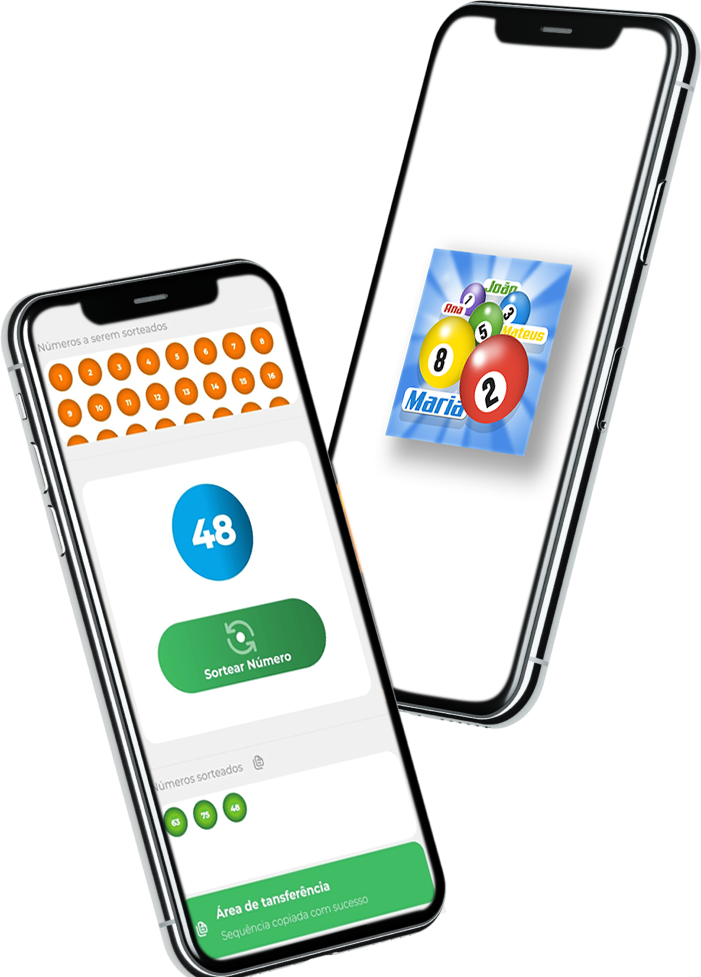 João
Ana 1
3
5 Mateus
8
2
Maria
Números a serem sorteados
1 2 3 4 5 6 7 8
9 10 11 12 13 14 15 16
48
Sortear Número
Números sorteados
63 75 48
Área de tansferência
Sequência copiada com sucesso